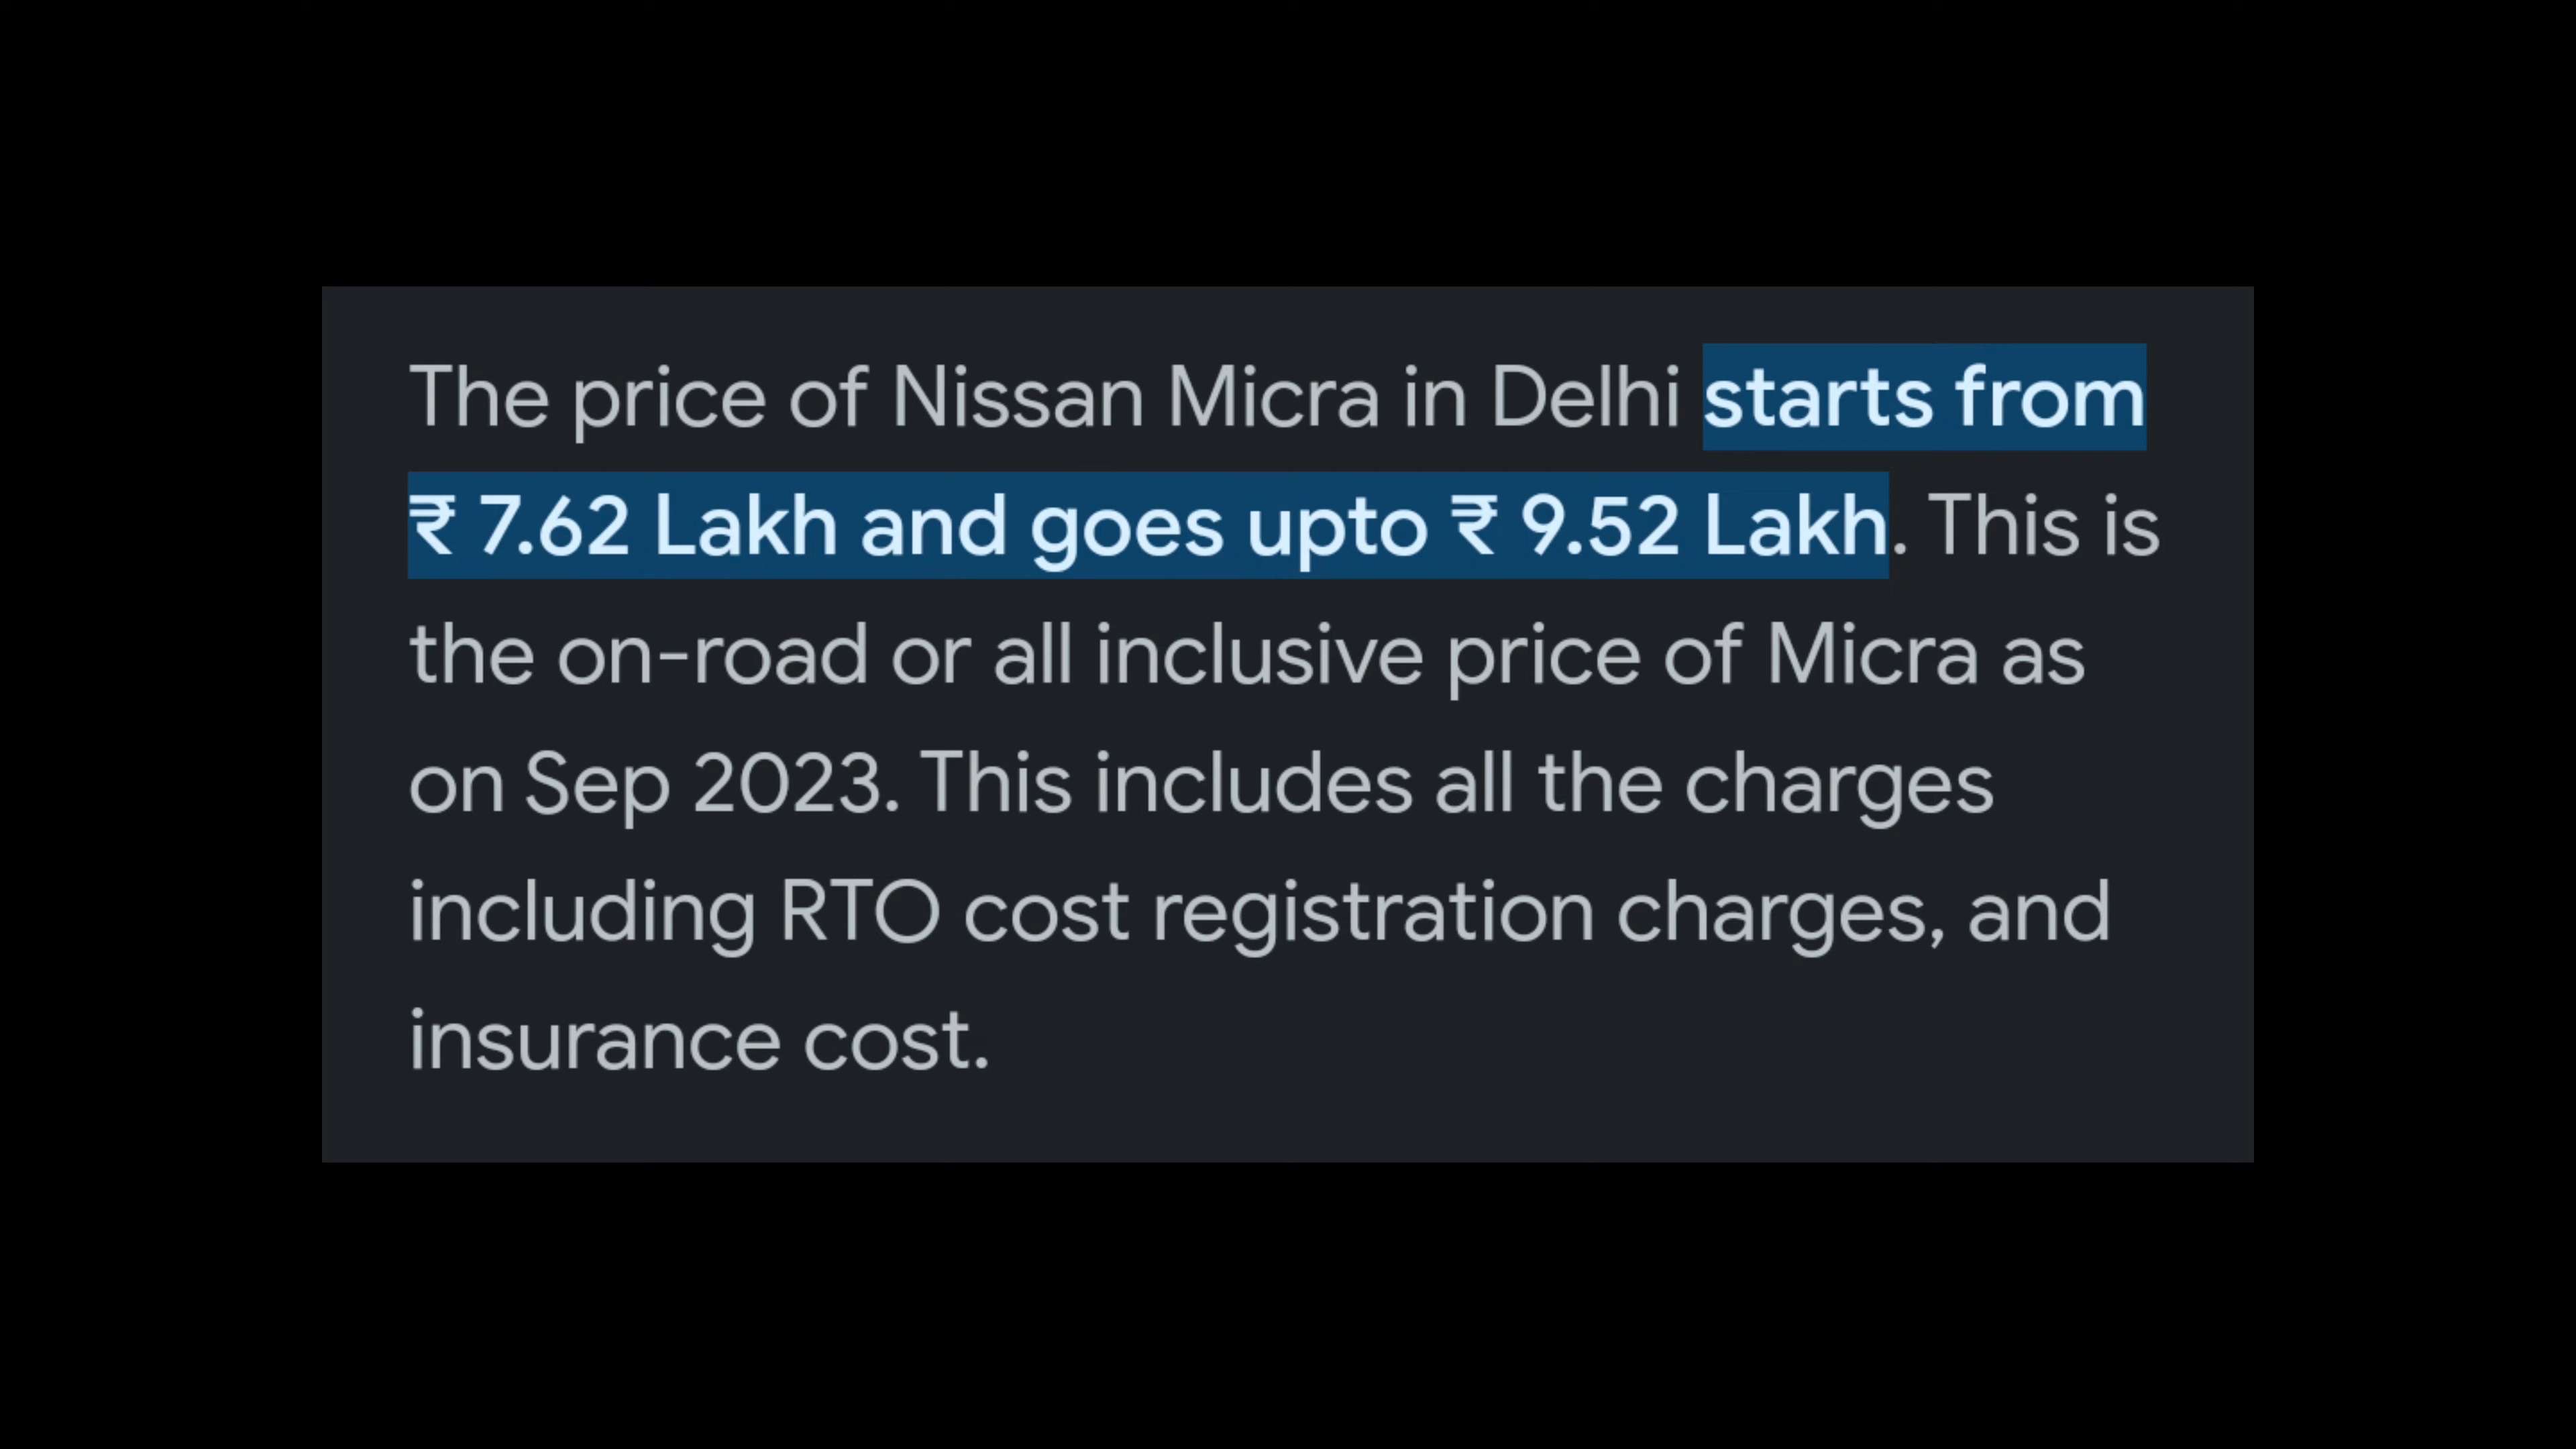 The price of Nissan Micra in Delhi starts from
₹ 7.62 Lakh and goes upto ₹ 9.52 Lakh. This is
the on-road or all inclusive price of Micra as
on Sep 2023. This includes all the charges
including RTO cost registration charges, and
insurance cost.